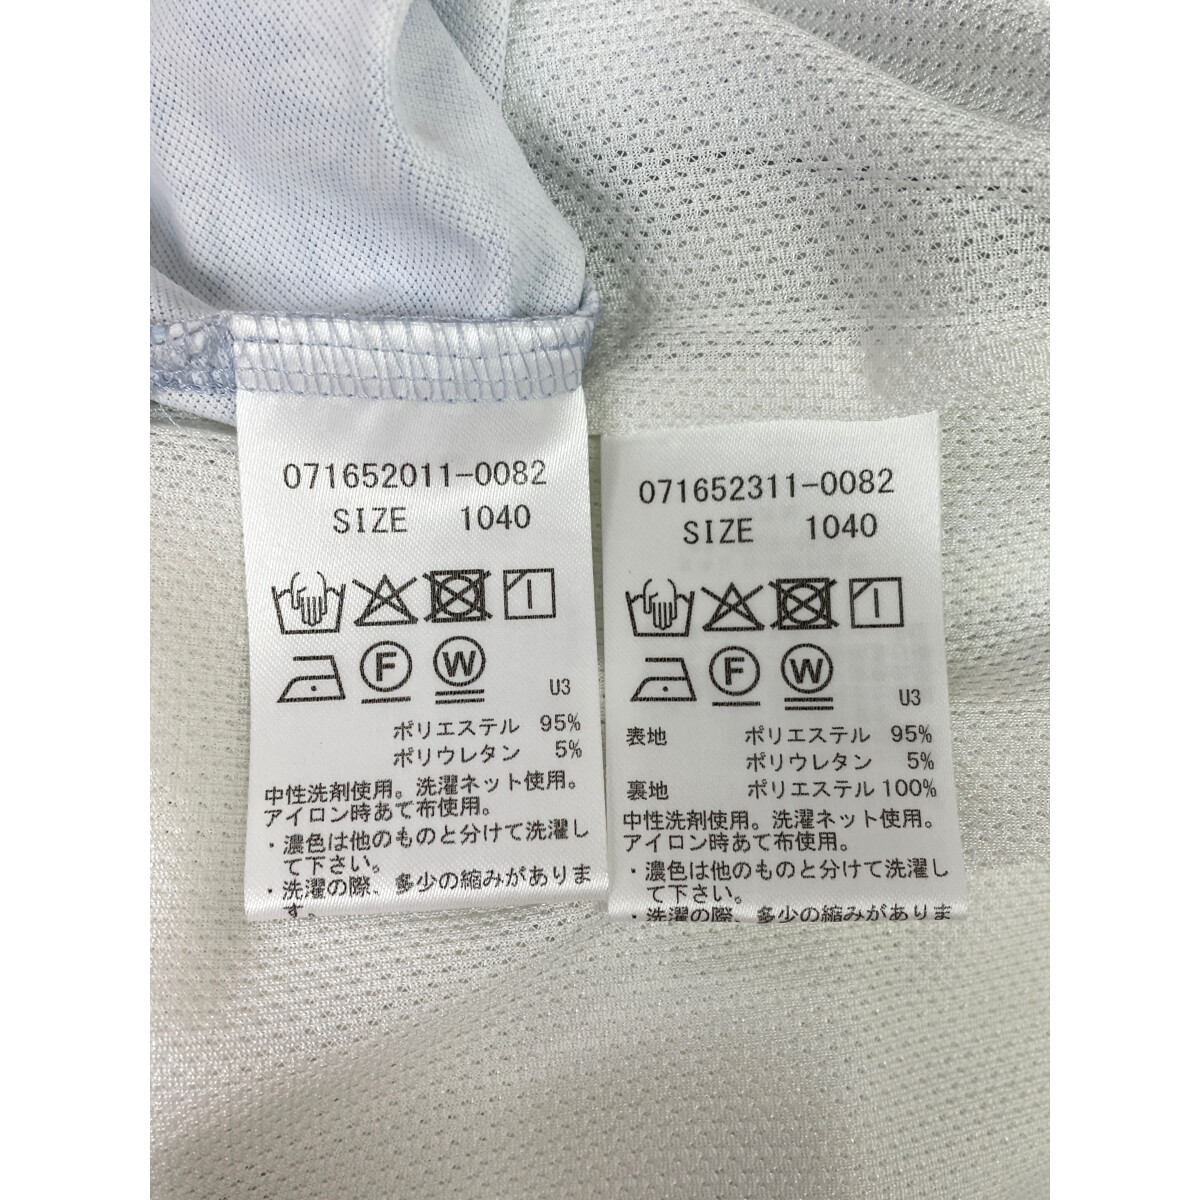 071652011-0082
SIZE 1040
F W
U3
ポリエステル 95%
ポリウレタン 5%
中性洗剤使用。洗濯ネット使用。
アイロン時あて布使用。
・濃色は他のものと分けて洗濯し
て下さい。
・洗濯の際、多少の縮みがありま
す。
071652311-0082
SIZE 1040
F W
U3
表地 ポリエステル 95%
ポリウレタン 5%
裏地 ポリエステル 100%
中性洗剤使用。洗濯ネット使用。
アイロン時あて布使用。
・濃色は他のものと分けて洗濯し
て下さい。
・洗濯の際、多少の縮みがありま